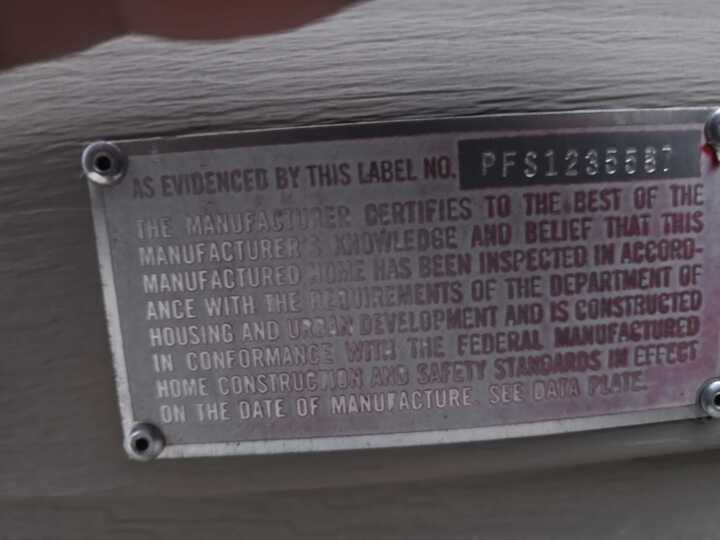 AS EVIDENCED BY THIS LABEL NO. PFS1235587
THE MANUFACTURER CERTIFIES TO THE BEST OF THE
MANUFACTURER'S KNOWLEDGE AND BELIEF THAT THIS
MANUFACTURED HOME HAS BEEN INSPECTED IN ACCORD-
ANCE WITH THE REQUIREMENTS OF THE DEPARTMENT OF
HOUSING AND URBAN DEVELOPMENT AND IS CONSTRUCTED
IN CONFORMANCE WITH THE FEDERAL MANUFACTURED
HOME CONSTRUCTION AND SAFETY STANDARDS IN EFFECT
ON THE DATE OF MANUFACTURE. SEE DATA PLATE.